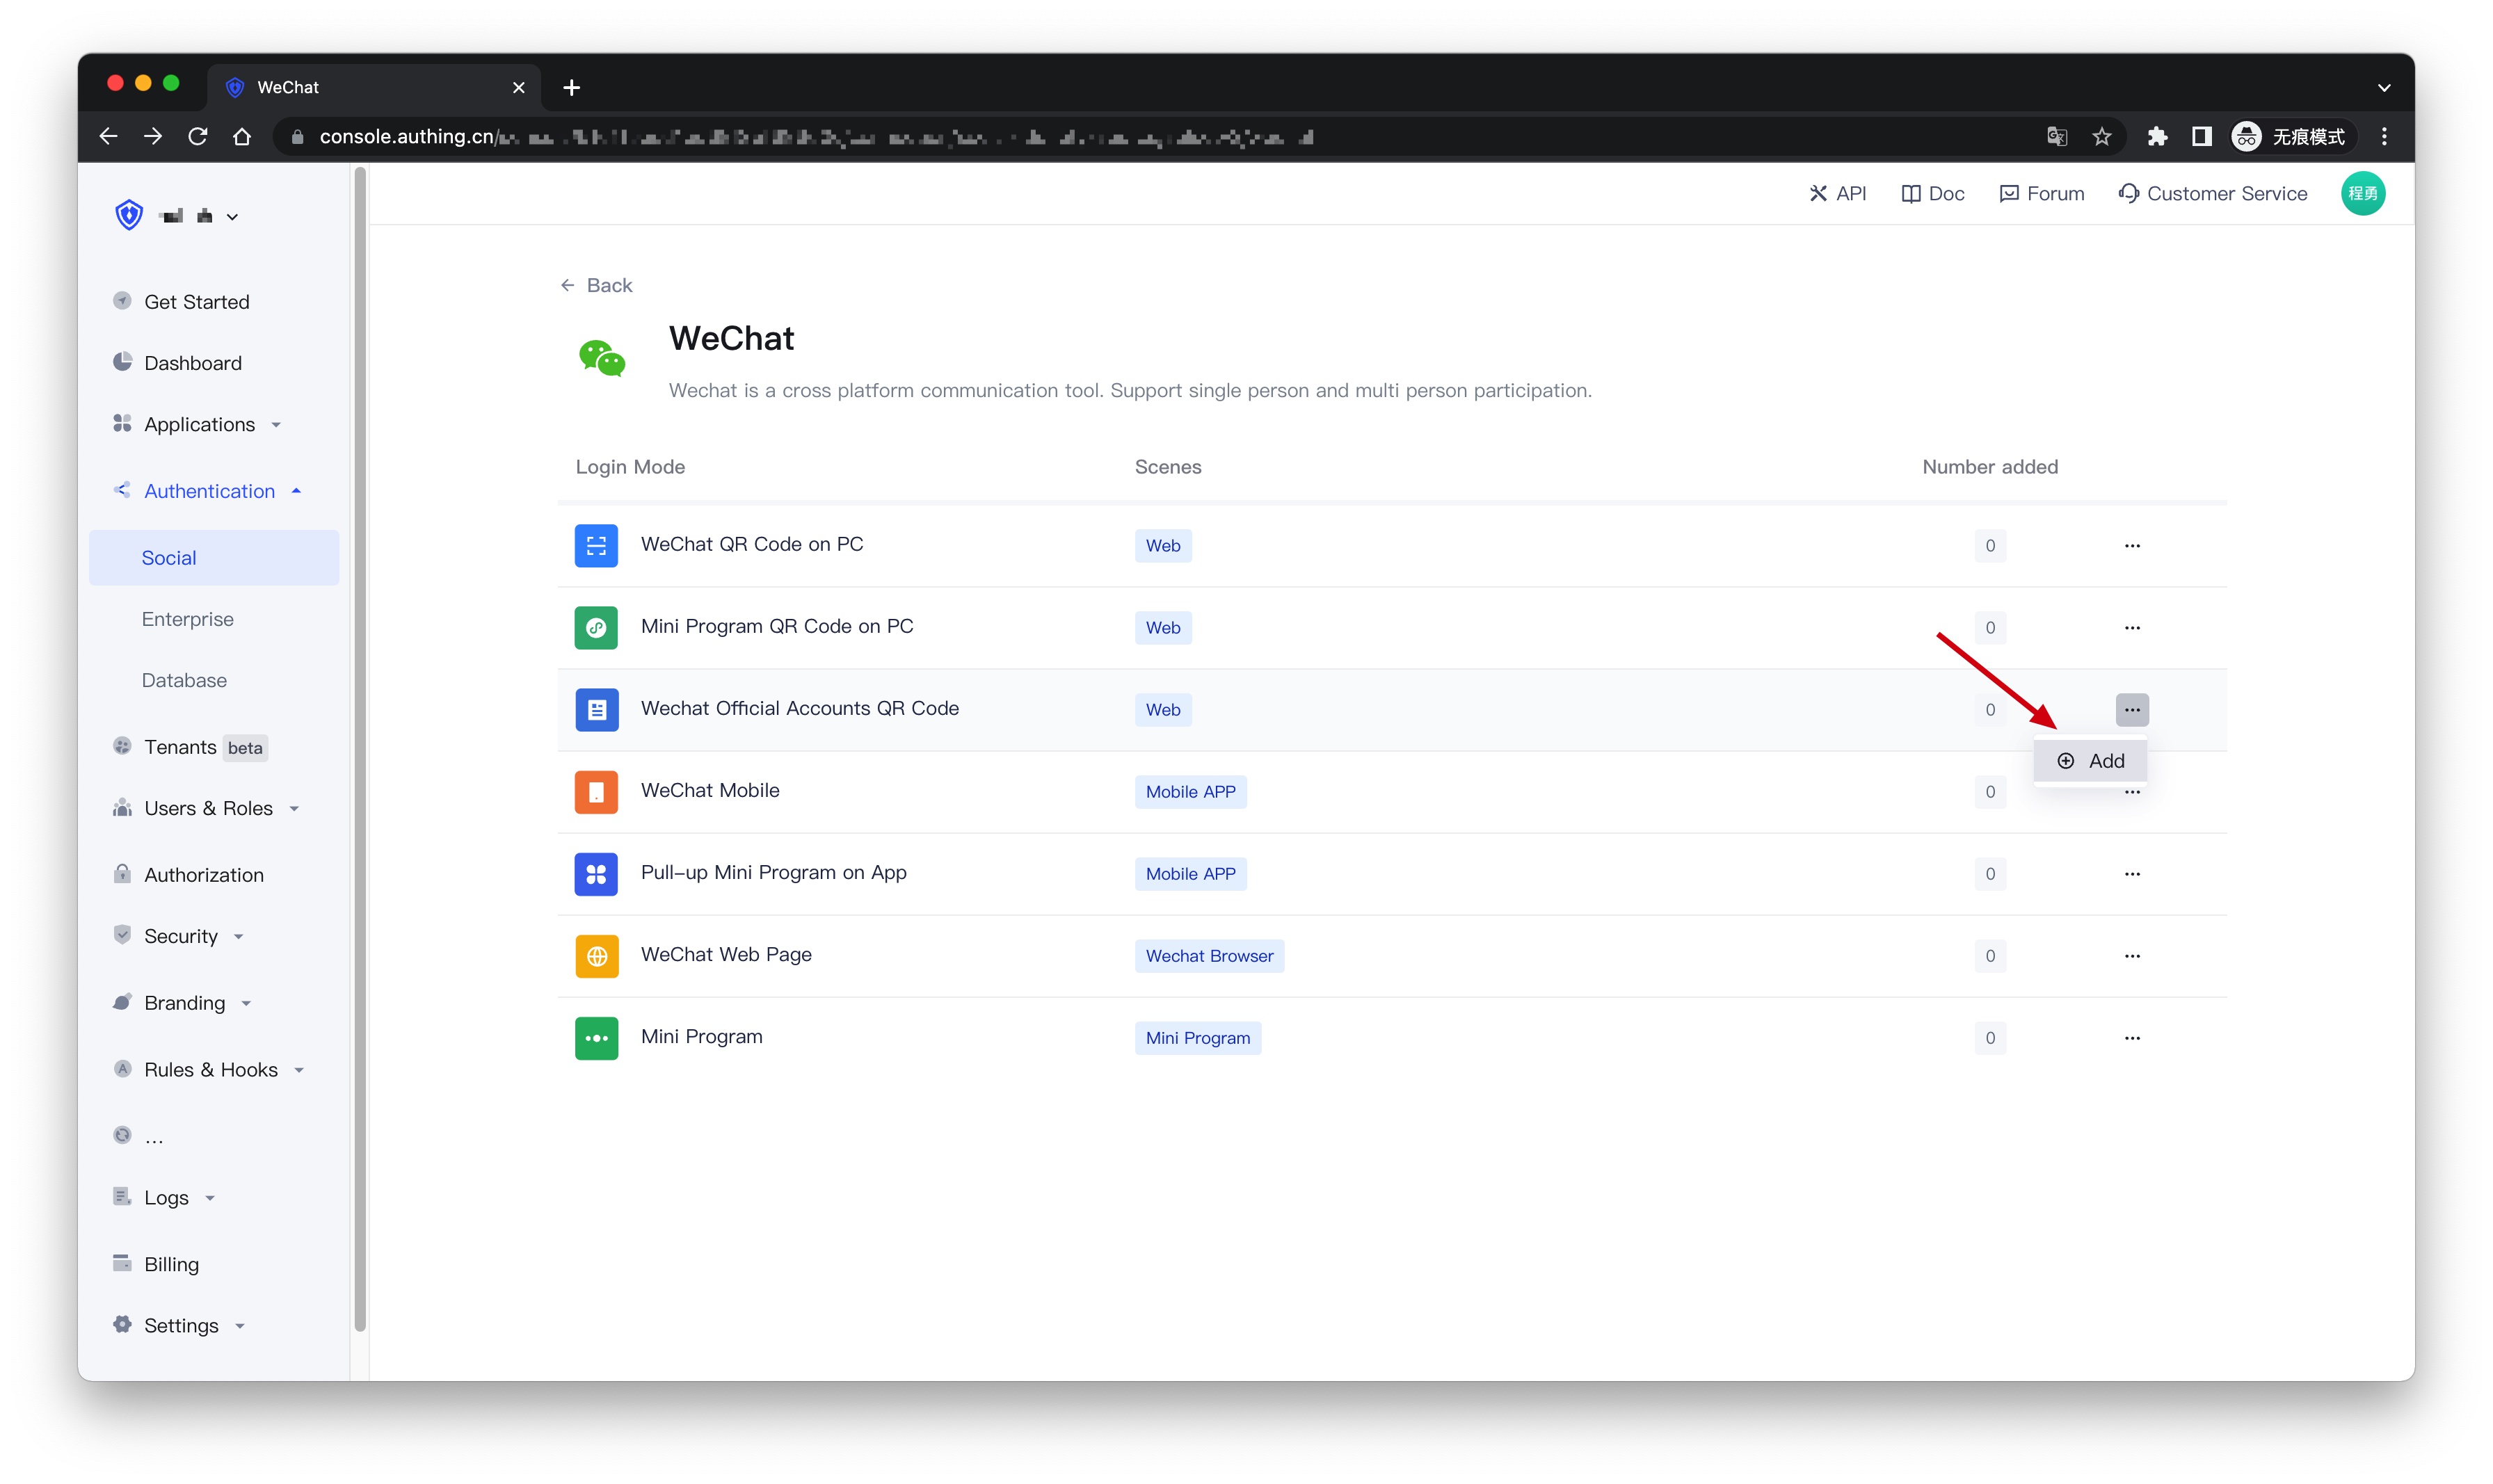 WeChat
console.authing.cn/
无痕模式
API
Doc
Forum
Customer Service
程勇
Get Started
Dashboard
Applications
Authentication
Social
Enterprise
Database
Tenants beta
Users & Roles
Authorization
Security
Branding
Rules & Hooks
...
Logs
Billing
Settings
Back
WeChat
Wechat is a cross platform communication tool. Support single person and multi person participation.
Login Mode Scenes Number added
WeChat QR Code on PC Web 0 ...
Mini Program QR Code on PC Web 0 ...
Wechat Official Accounts QR Code Web 0 ...
Add
WeChat Mobile Mobile APP 0 ...
Pull-up Mini Program on App Mobile APP 0 ...
WeChat Web Page Wechat Browser 0 ...
Mini Program Mini Program 0 ...